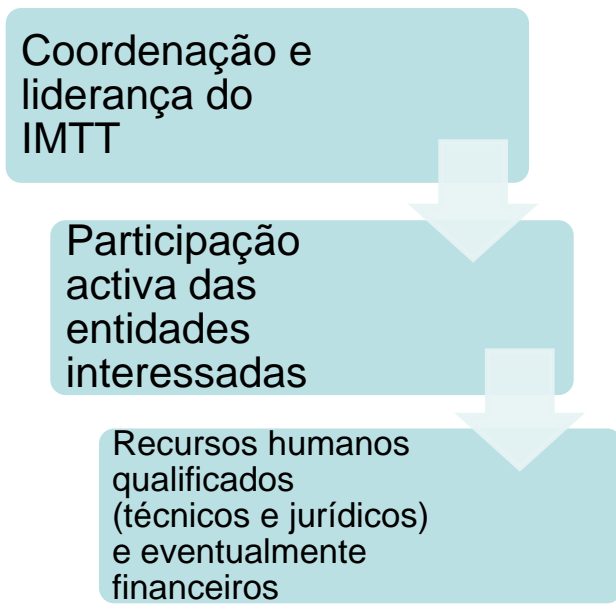 Coordenação e
liderança do
IMTT
Participação
activa das
entidades
interessadas
Recursos humanos
qualificados
(técnicos e jurídicos)
e eventualmente
financeiros